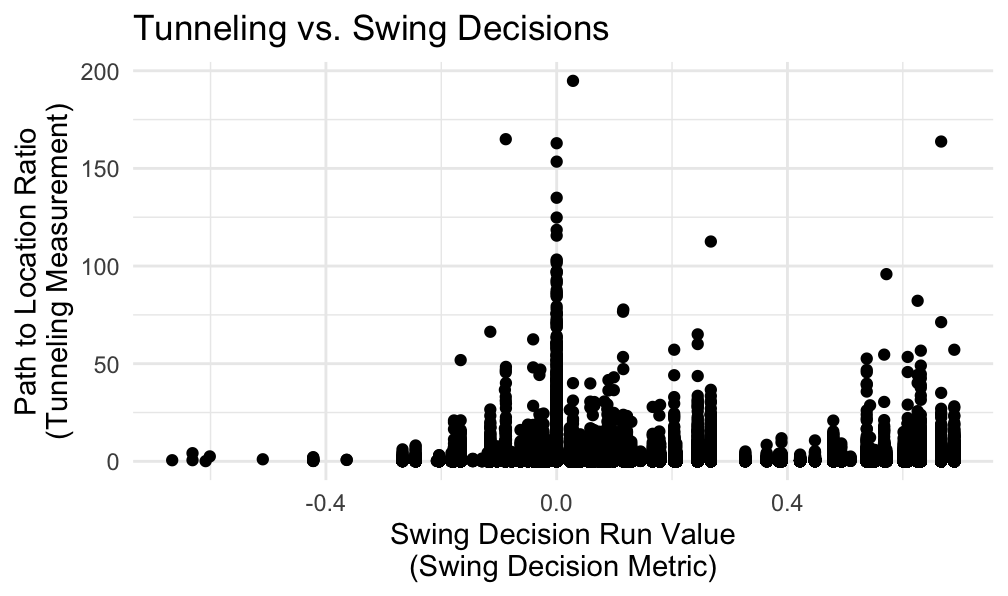 Tunneling vs. Swing Decisions
Path to Location Ratio
(Tunneling Measurement)
200
150
100
50
0
-0.4
0.0
0.4
Swing Decision Run Value
(Swing Decision Metric)